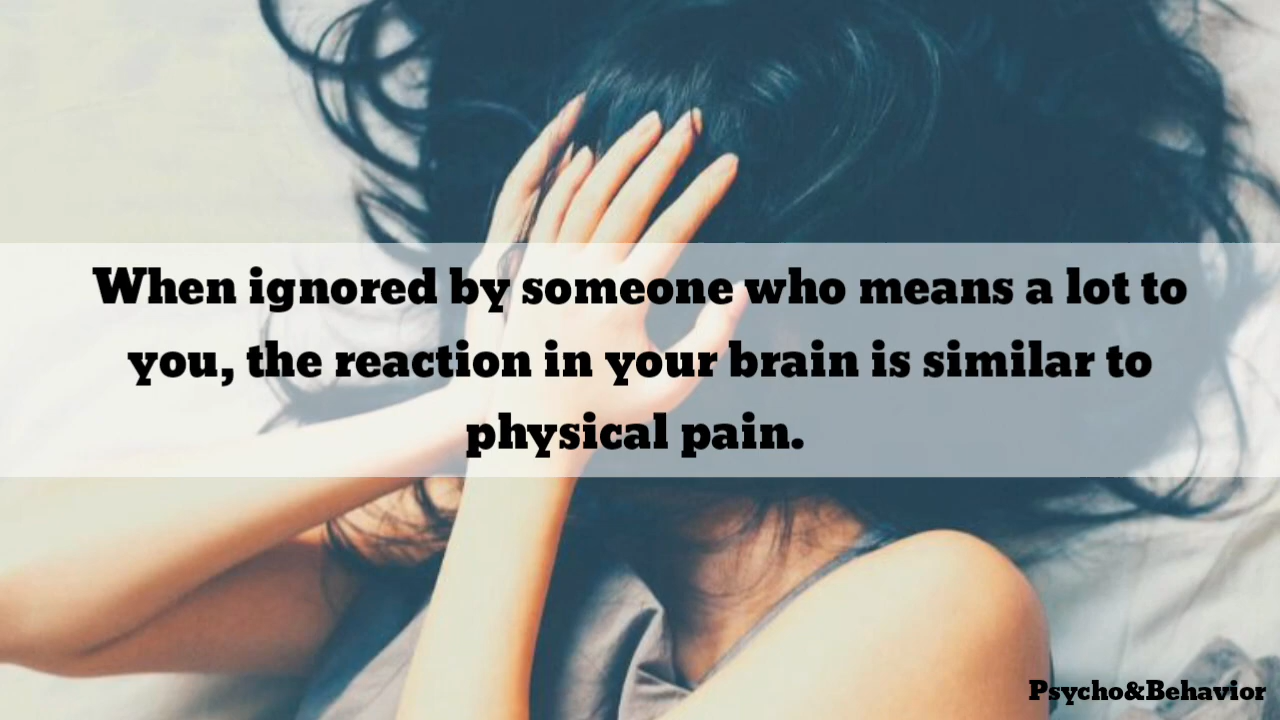 When ignored by someone who means a lot to
you, the reaction in your brain is similar to
physical pain.
Psycho&Behavior